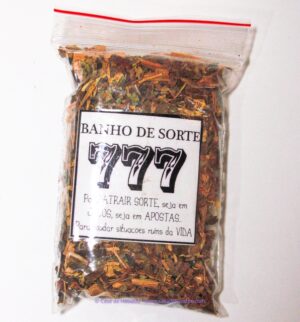 BANHO DE SORTE
777
ATRAIR SORTE, seja em
seja em APOSTAS.
Para mudar situacoes ruins da VIDA